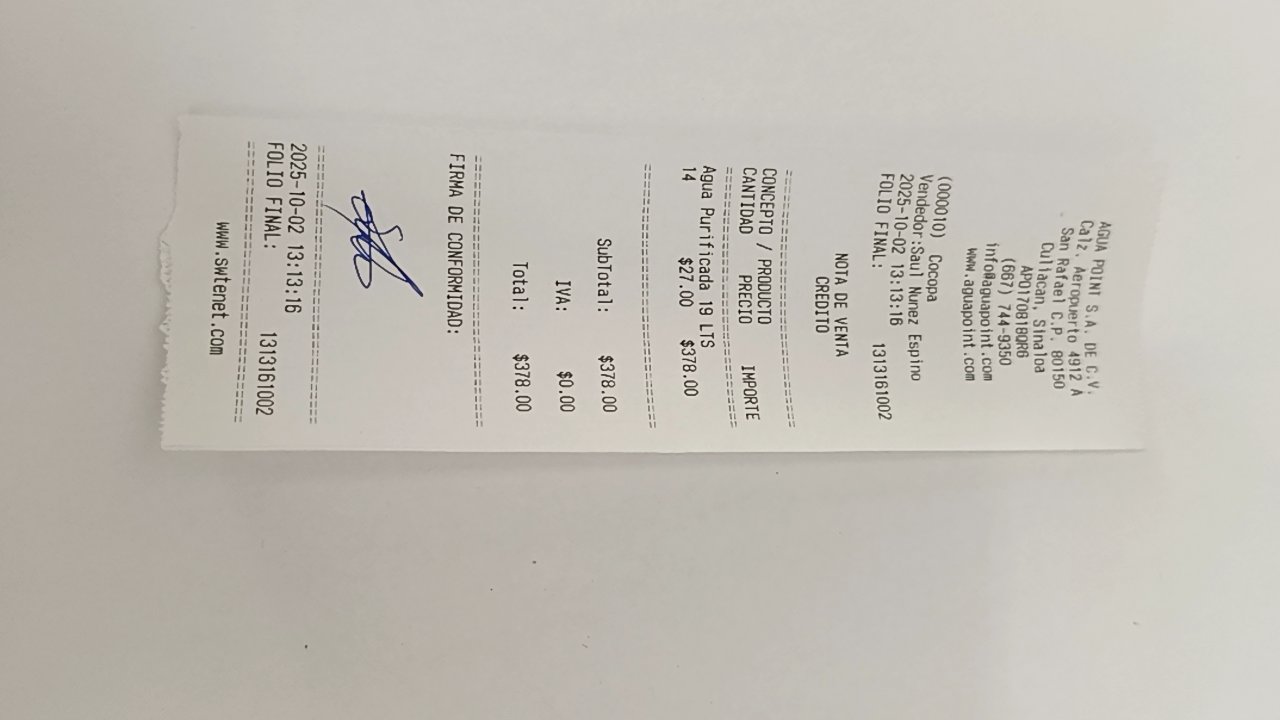 AGUA POINT S.A. DE C.V.
Calz. Aeropuerto 4912 A
San Rafael C.P. 80150
Culiacan, Sinaloa
APO170818QR6
(667) 744-9350
info@aguapoint.com
www.aguapoint.com
(000010) Cocopa
Vendedor:Saul Nunez Espino
2025-10-02 13:13:16
FOLIO FINAL: 1313161002
NOTA DE VENTA
CREDITO
CONCEPTO / PRODUCTO
CANTIDAD PRECIO IMPORTE
Agua Purificada 19 LTS
14 $27.00 $378.00
SubTotal: $378.00
IVA: $0.00
Total: $378.00
FIRMA DE CONFORMIDAD:
2025-10-02 13:13:16
FOLIO FINAL: 1313161002
www.swtenet.com